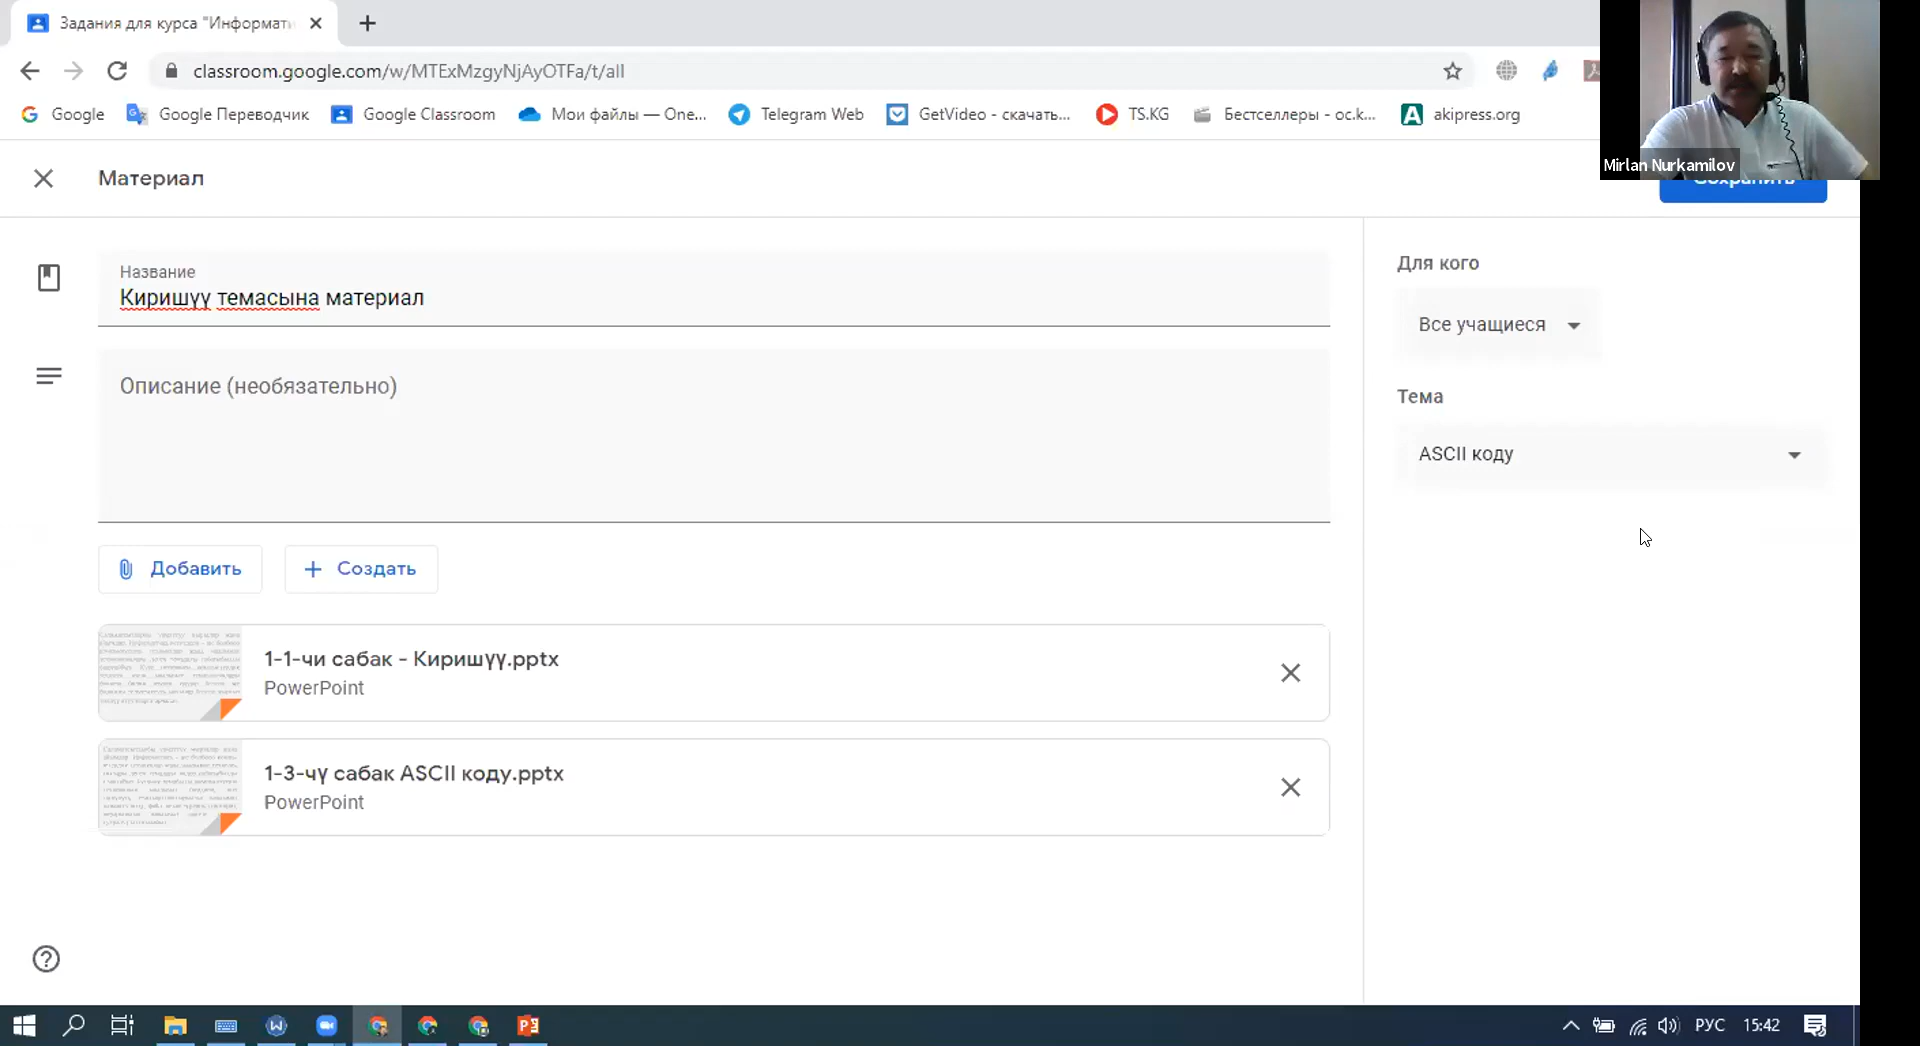 Задания для курса "Информати
classroom.google.com/w/MTExMzgyNjAyOTFa/t/all
Google
Google Переводчик
Google Classroom
Мои файлы — One...
Telegram Web
GetVideo - скачать...
TS.KG
Бестселлеры - ос.k...
akipress.org
Mirlan Nurkamilov
Материал
Сохранить
Название
Киришүү темасына материал
Для кого
Все учащиеся
Описание (необязательно)
Тема
ASCII коду
Добавить
Создать
1-1-чи сабак - Киришүү.pptx
PowerPoint
1-3-чү сабак ASCII коду.pptx
PowerPoint
РУС
15:42